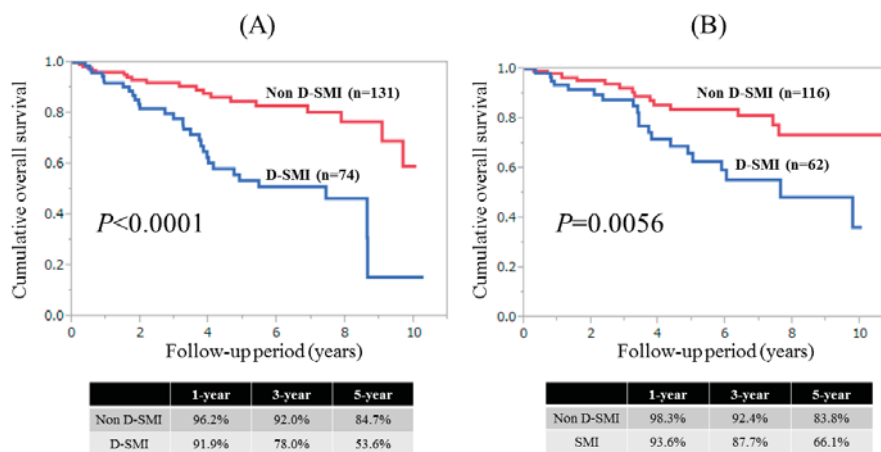 (A)
Cumulative overall survival
1.0
0.8
0.6
0.4
0.2
0.0
Non D-SMI (n=131)
D-SMI (n=74)
P<0.0001
0 2 4 6 8 10
Follow-up period (years)
1-year 3-year 5-year
Non D-SMI 96.2% 92.0% 84.7%
D-SMI 91.9% 78.0% 53.6%
(B)
Cumulative overall survival
1.0
0.8
0.6
0.4
0.2
0.0
Non D-SMI (n=116)
D-SMI (n=62)
P=0.0056
0 2 4 6 8 10
Follow-up period (years)
1-year 3-year 5-year
Non D-SMI 98.3% 92.4% 83.8%
SMI 93.6% 87.7% 66.1%